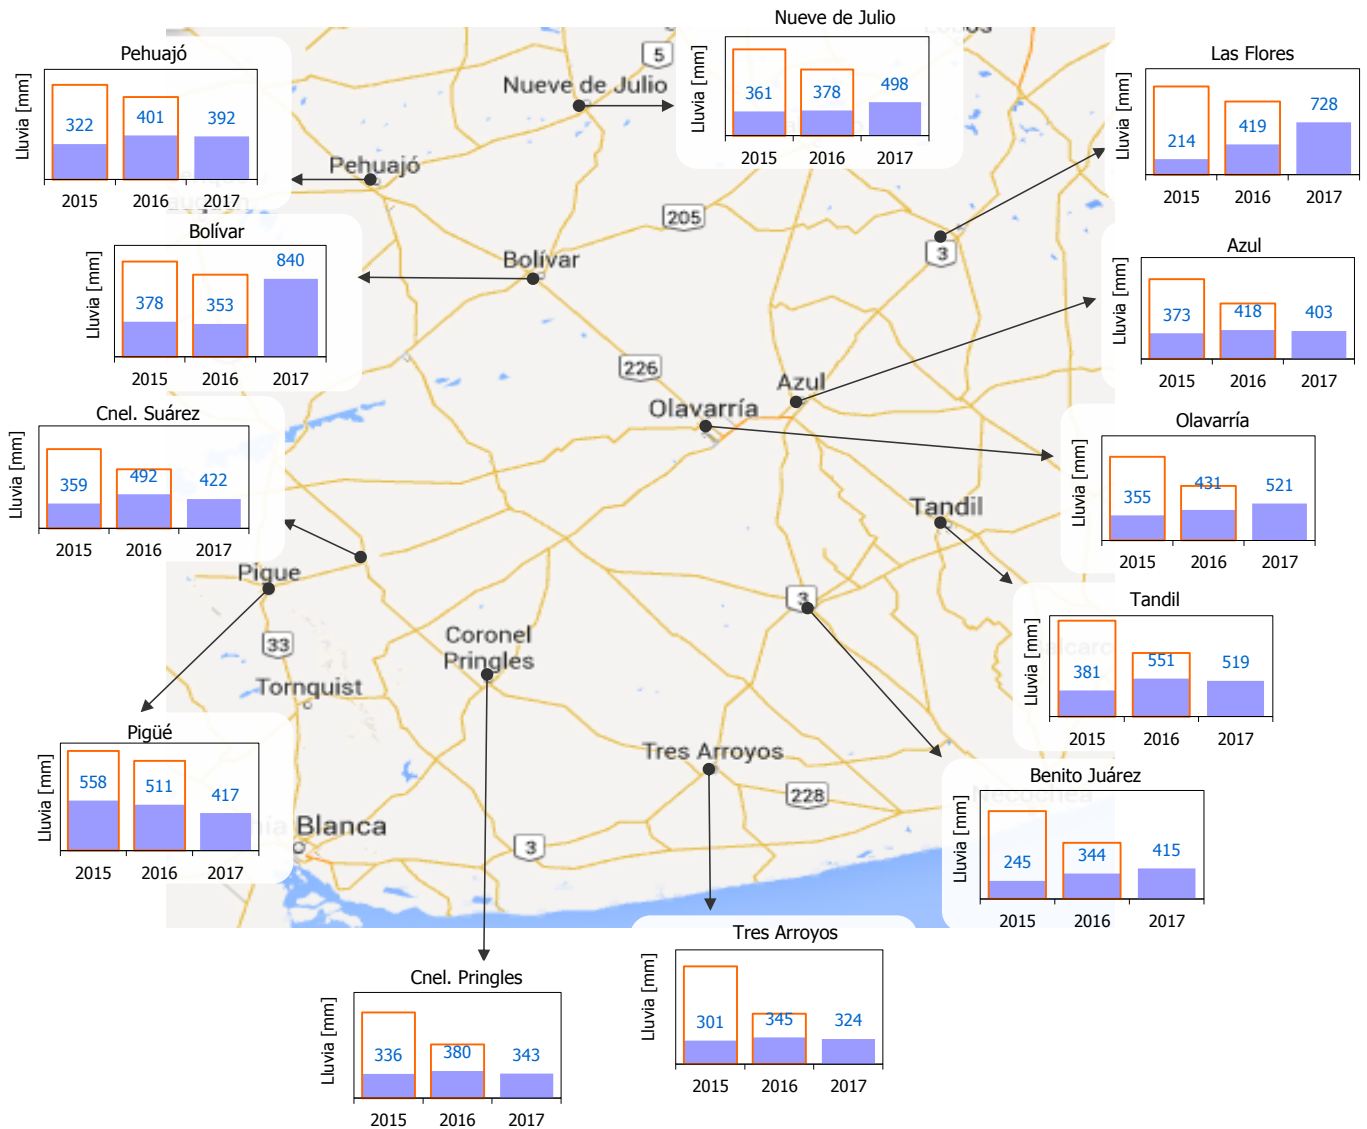 Nueve de Julio
Lluvia [mm]
361
378
498
2015
2016
2017
Pehuajó
Lluvia [mm]
322
401
392
2015
2016
2017
Las Flores
Lluvia [mm]
214
419
728
2015
2016
2017
5
Nueve de Julio
Pehuajó
205
Bolívar
3
Bolívar
Lluvia [mm]
378
353
840
2015
2016
2017
Azul
Lluvia [mm]
373
418
403
2015
2016
2017
226
Azul
Olavarría
Cnel. Suárez
Lluvia [mm]
359
492
422
2015
2016
2017
Olavarría
Lluvia [mm]
355
431
521
2015
2016
2017
Tandil
Pigue
3
33
Coronel
Pringles
Tornquist
Tandil
Lluvia [mm]
381
551
519
2015
2016
2017
Pigüé
Lluvia [mm]
558
511
417
2015
2016
2017
Tres Arroyos
228
Blanca
3
Benito Juárez
Necochea
Lluvia [mm]
245
344
415
2015
2016
2017
Tres Arroyos
Lluvia [mm]
301
345
324
2015
2016
2017
Cnel. Pringles
Lluvia [mm]
336
380
343
2015
2016
2017